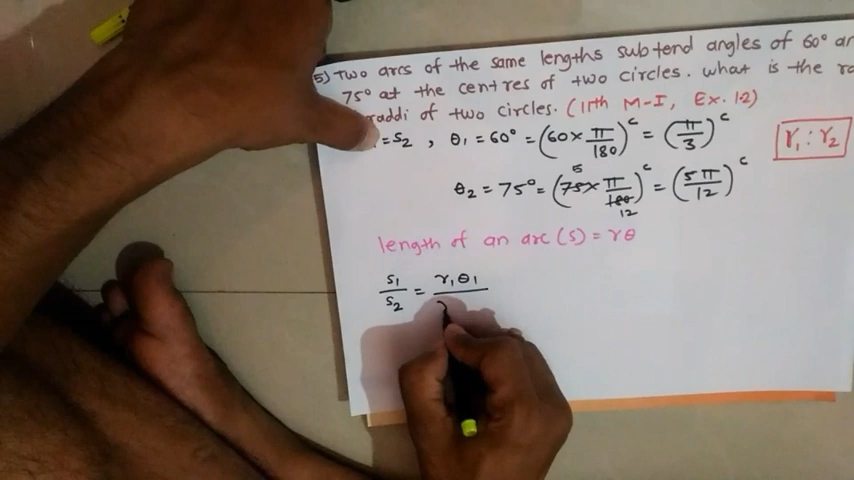 5) Two arcs of the same lengths subtend angles of 60°
75° at the centres of two circles. what is the
raddi of two circles. (11th M-I, Ex. 1.2)
=S₂ , θ₁ = 60° = (60 × π/180)ᶜ = (π/3)ᶜ r₁ : r₂
θ₂ = 75° = (75 × π/180)ᶜ = (5π/12)ᶜ
5
12
length of an arc (s) = rθ
s₁/s₂ = r₁θ₁/